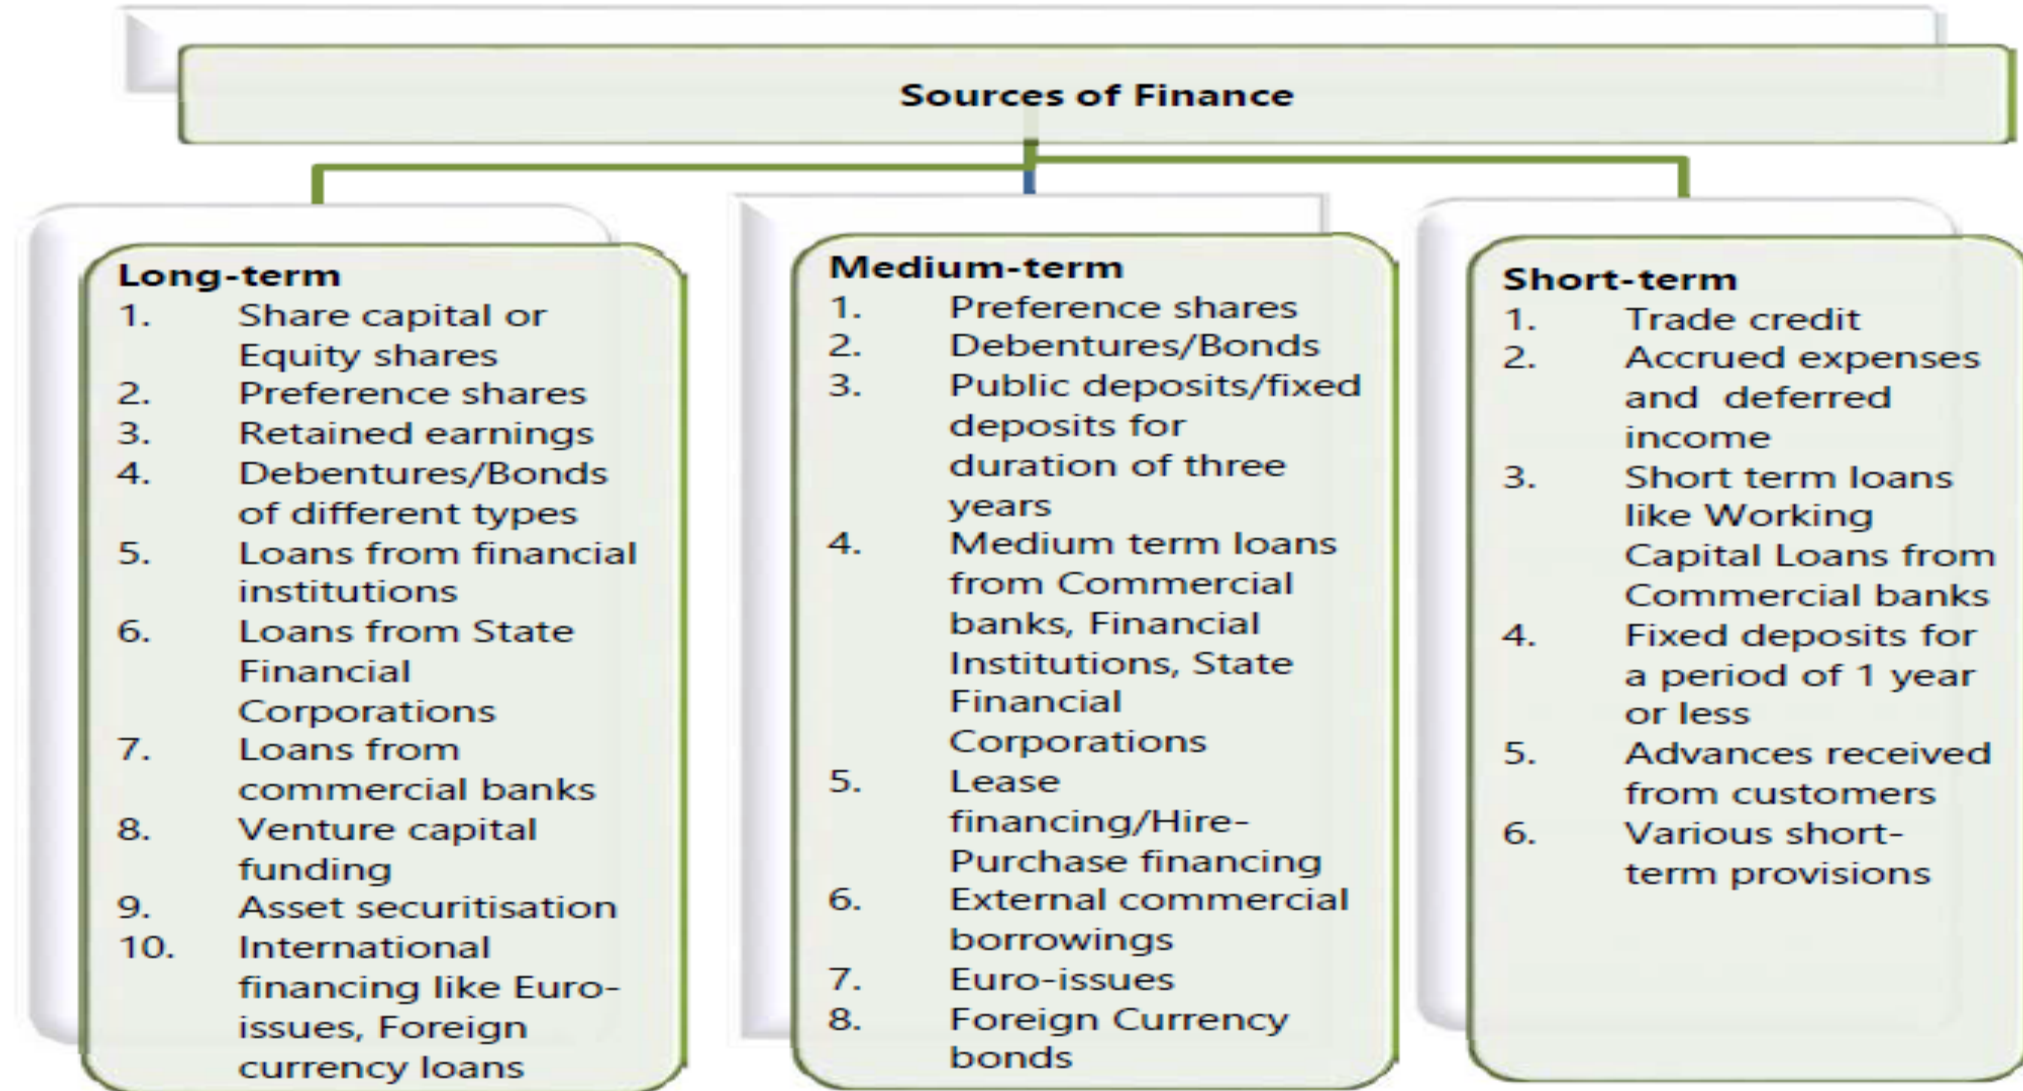 Sources of Finance
Long-term
1. Share capital or
Equity shares
2. Preference shares
3. Retained earnings
4. Debentures/Bonds
of different types
5. Loans from financial
institutions
6. Loans from State
Financial
Corporations
7. Loans from
commercial banks
8. Venture capital
funding
9. Asset securitisation
10. International
financing like Euro-
issues, Foreign
currency loans
Medium-term
1. Preference shares
2. Debentures/Bonds
3. Public deposits/fixed
deposits for
duration of three
years
4. Medium term loans
from Commercial
banks, Financial
Institutions, State
Financial
Corporations
5. Lease
financing/Hire-
Purchase financing
6. External commercial
borrowings
7. Euro-issues
8. Foreign Currency
bonds
Short-term
1. Trade credit
2. Accrued expenses
and deferred
income
3. Short term loans
like Working
Capital Loans from
Commercial banks
4. Fixed deposits for
a period of 1 year
or less
5. Advances received
from customers
6. Various short-
term provisions